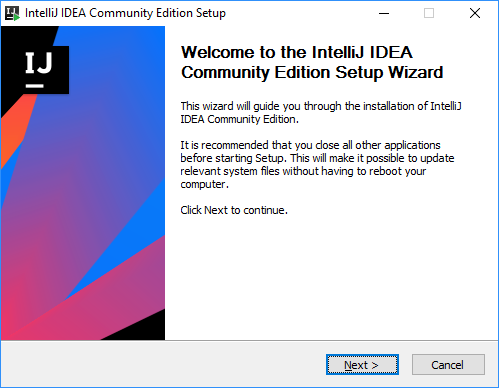 IntelliJ IDEA Community Edition Setup
IJ
Welcome to the IntelliJ IDEA
Community Edition Setup Wizard
This wizard will guide you through the installation of IntelliJ
IDEA Community Edition.
It is recommended that you close all other applications
before starting Setup. This will make it possible to update
relevant system files without having to reboot your
computer.
Click Next to continue.
Next >
Cancel